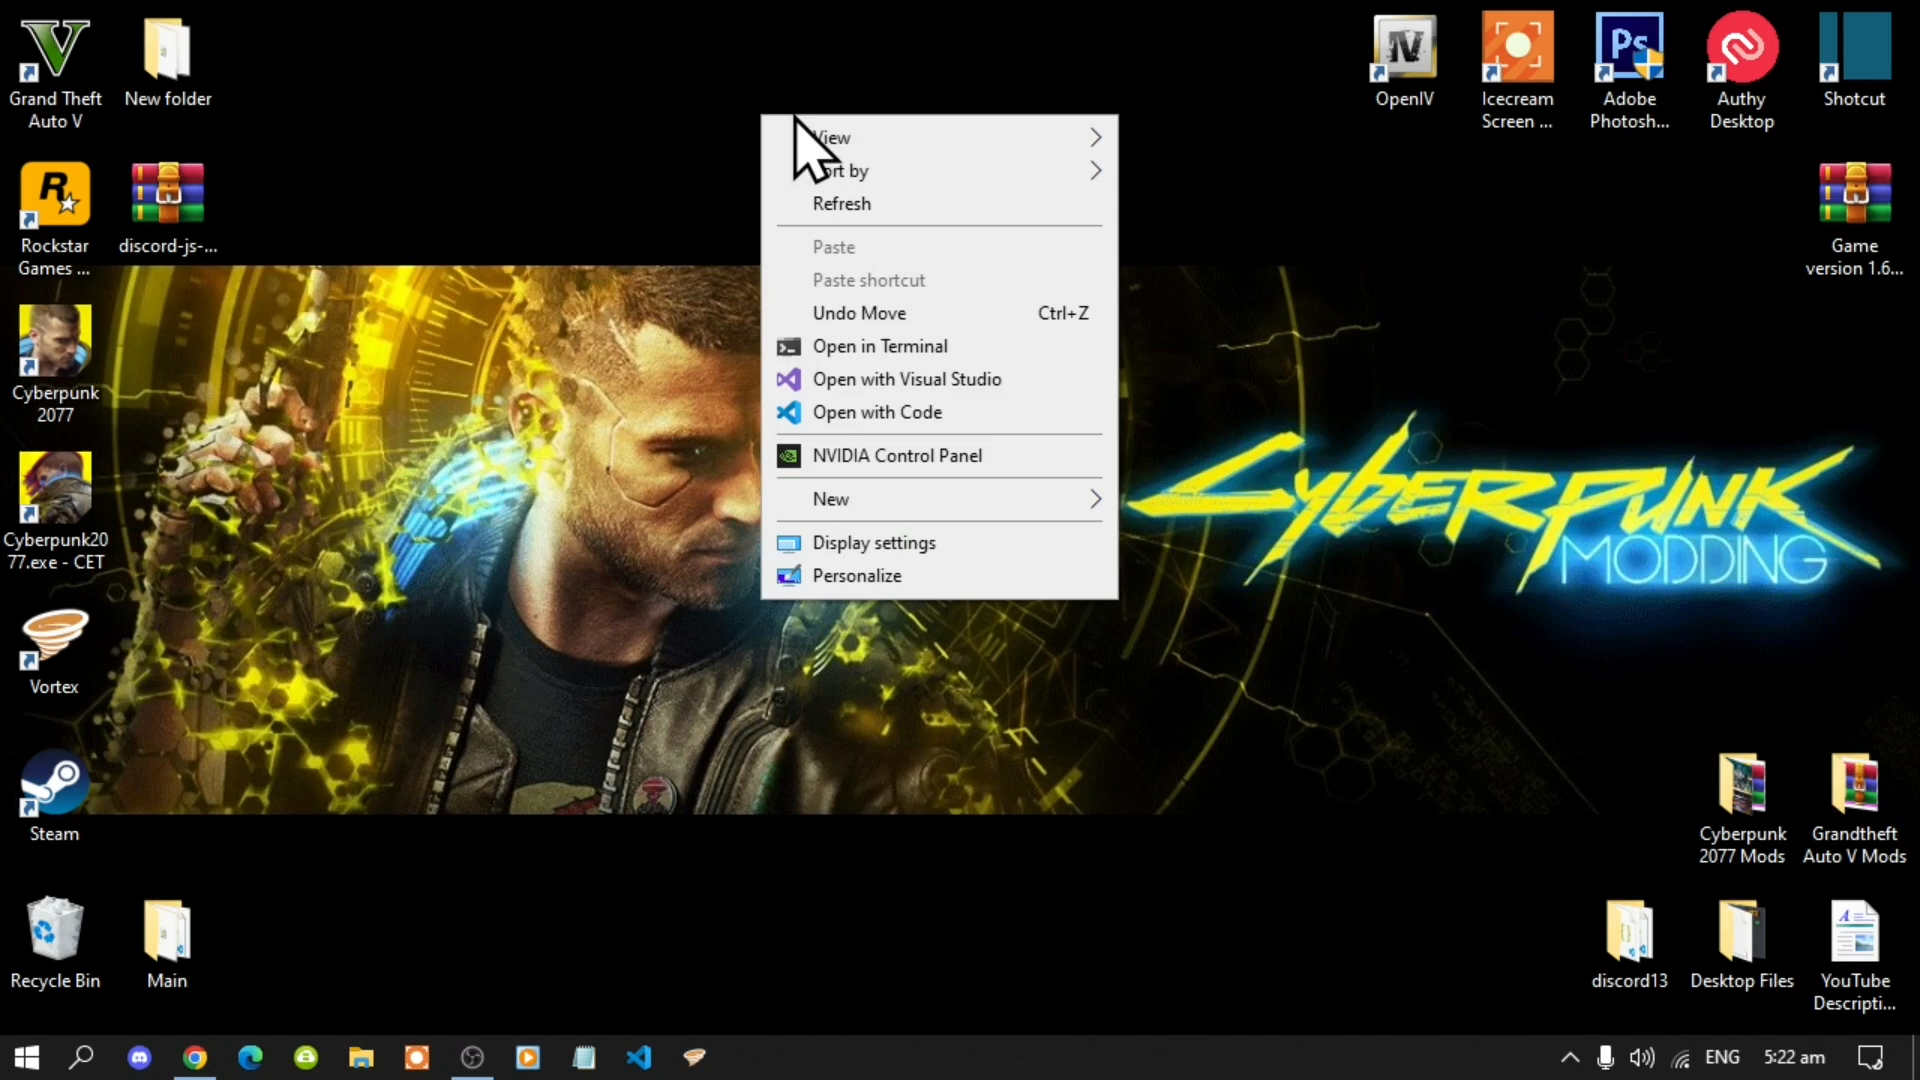 Grand Theft
Auto V
New folder
OpenIV
Icecream
Screen ...
Ps
Adobe
Photosh...
Authy
Desktop
Shotcut
View
Sort by
Refresh
Paste
Paste shortcut
Undo Move Ctrl+Z
Open in Terminal
Open with Visual Studio
Open with Code
NVIDIA Control Panel
New
Display settings
Personalize
Rockstar
Games ...
discord-js-...
Game
version 1.6...
Cyberpunk
2077
Cyberpunk20
77.exe - CET
CYBERPUNK
MODDING
Vortex
Steam
Cyberpunk
2077 Mods
Grandtheft
Auto V Mods
Recycle Bin
Main
discord13
Desktop Files
YouTube
Descripti...
ENG
5:22 am